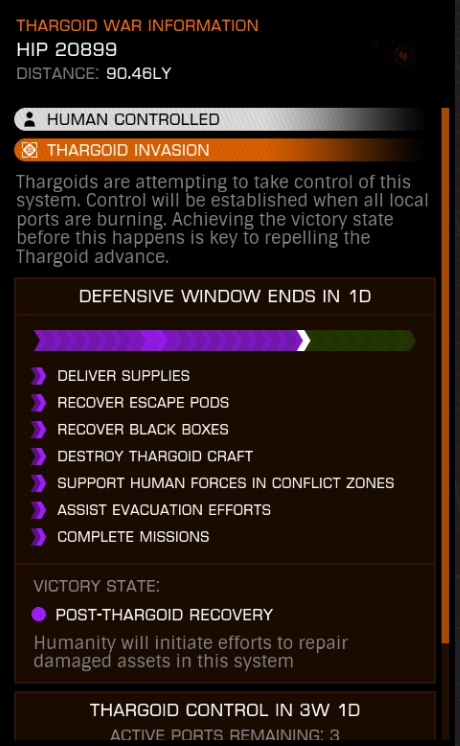 THARGOID WAR INFORMATION
HIP 20899
DISTANCE: 90.46LY
HUMAN CONTROLLED
THARGOID INVASION
Thargoids are attempting to take control of this
system. Control will be established when all local
ports are burning. Achieving the victory state
before this happens is key to repelling the
Thargoid advance.
DEFENSIVE WINDOW ENDS IN 1D
DELIVER SUPPLIES
RECOVER ESCAPE PODS
RECOVER BLACK BOXES
DESTROY THARGOID CRAFT
SUPPORT HUMAN FORCES IN CONFLICT ZONES
ASSIST EVACUATION EFFORTS
COMPLETE MISSIONS
VICTORY STATE:
POST-THARGOID RECOVERY
Humanity will initiate efforts to repair
damaged assets in this system
THARGOID CONTROL IN 3W 1D
ACTIVE PORTS REMAINING: 3